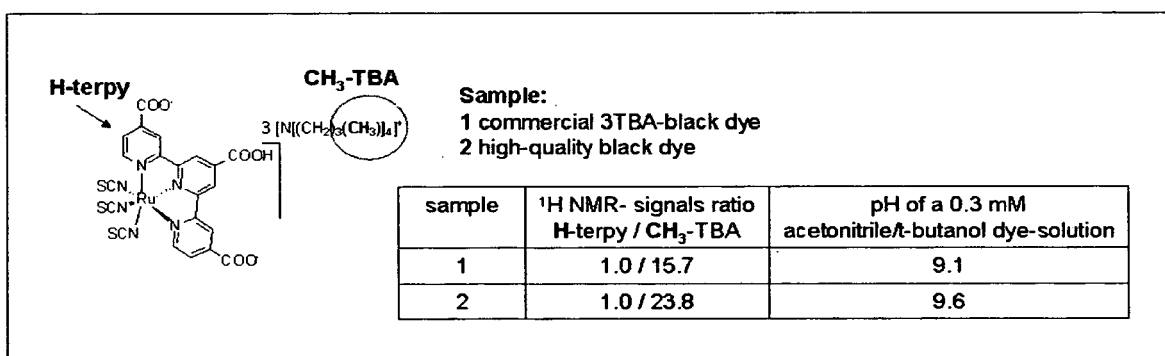 H-terpy
CH₃-TBA
COO⁻
3 [N[(CH₂)₃(CH₃)]₄]⁺
COOH
N
N
SCN
SCN
Ru
SCN
N
COO⁻
Sample:
1 commercial 3TBA-black dye
2 high-quality black dye
sample
¹H NMR- signals ratio
H-terpy / CH₃-TBA
pH of a 0.3 mM
acetonitrile/t-butanol dye-solution
1
1.0 / 15.7
9.1
2
1.0 / 23.8
9.6